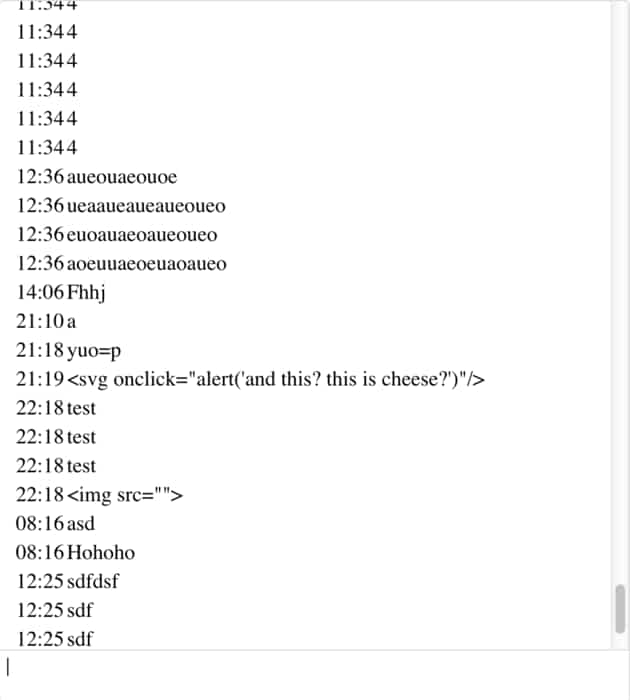 11:344
11:344
11:344
11:344
11:344
11:344
12:36 aueouaeouoe
12:36 ueaaueaueaueoueo
12:36 euoauaeoaueoueo
12:36 aoeuuaeoeuaoaueo
14:06 Fhhj
21:10 a
21:18 yuo=p
21:19 <svg onclick="alert('and this? this is cheese?')"/>
22:18 test
22:18 test
22:18 test
22:18 <img src="">
08:16 asd
08:16 Hohoho
12:25 sdfdsf
12:25 sdf
12:25 sdf